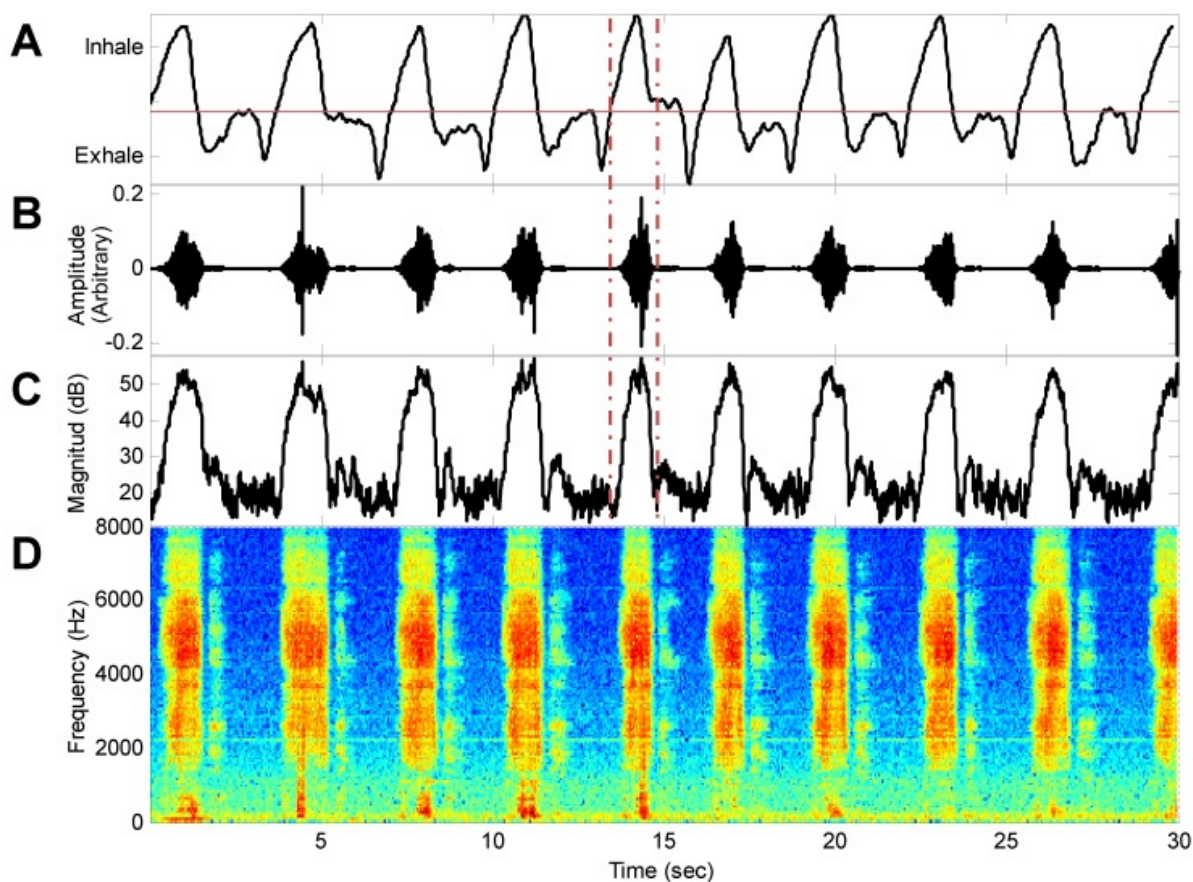 A
Inhale
Exhale
B
Amplitude
(Arbitrary)
0.2
0
-0.2
C
Magnitud (dB)
50
40
30
20
D
Frequency (Hz)
8000
6000
4000
2000
0
5 10 15 20 25 30
Time (sec)